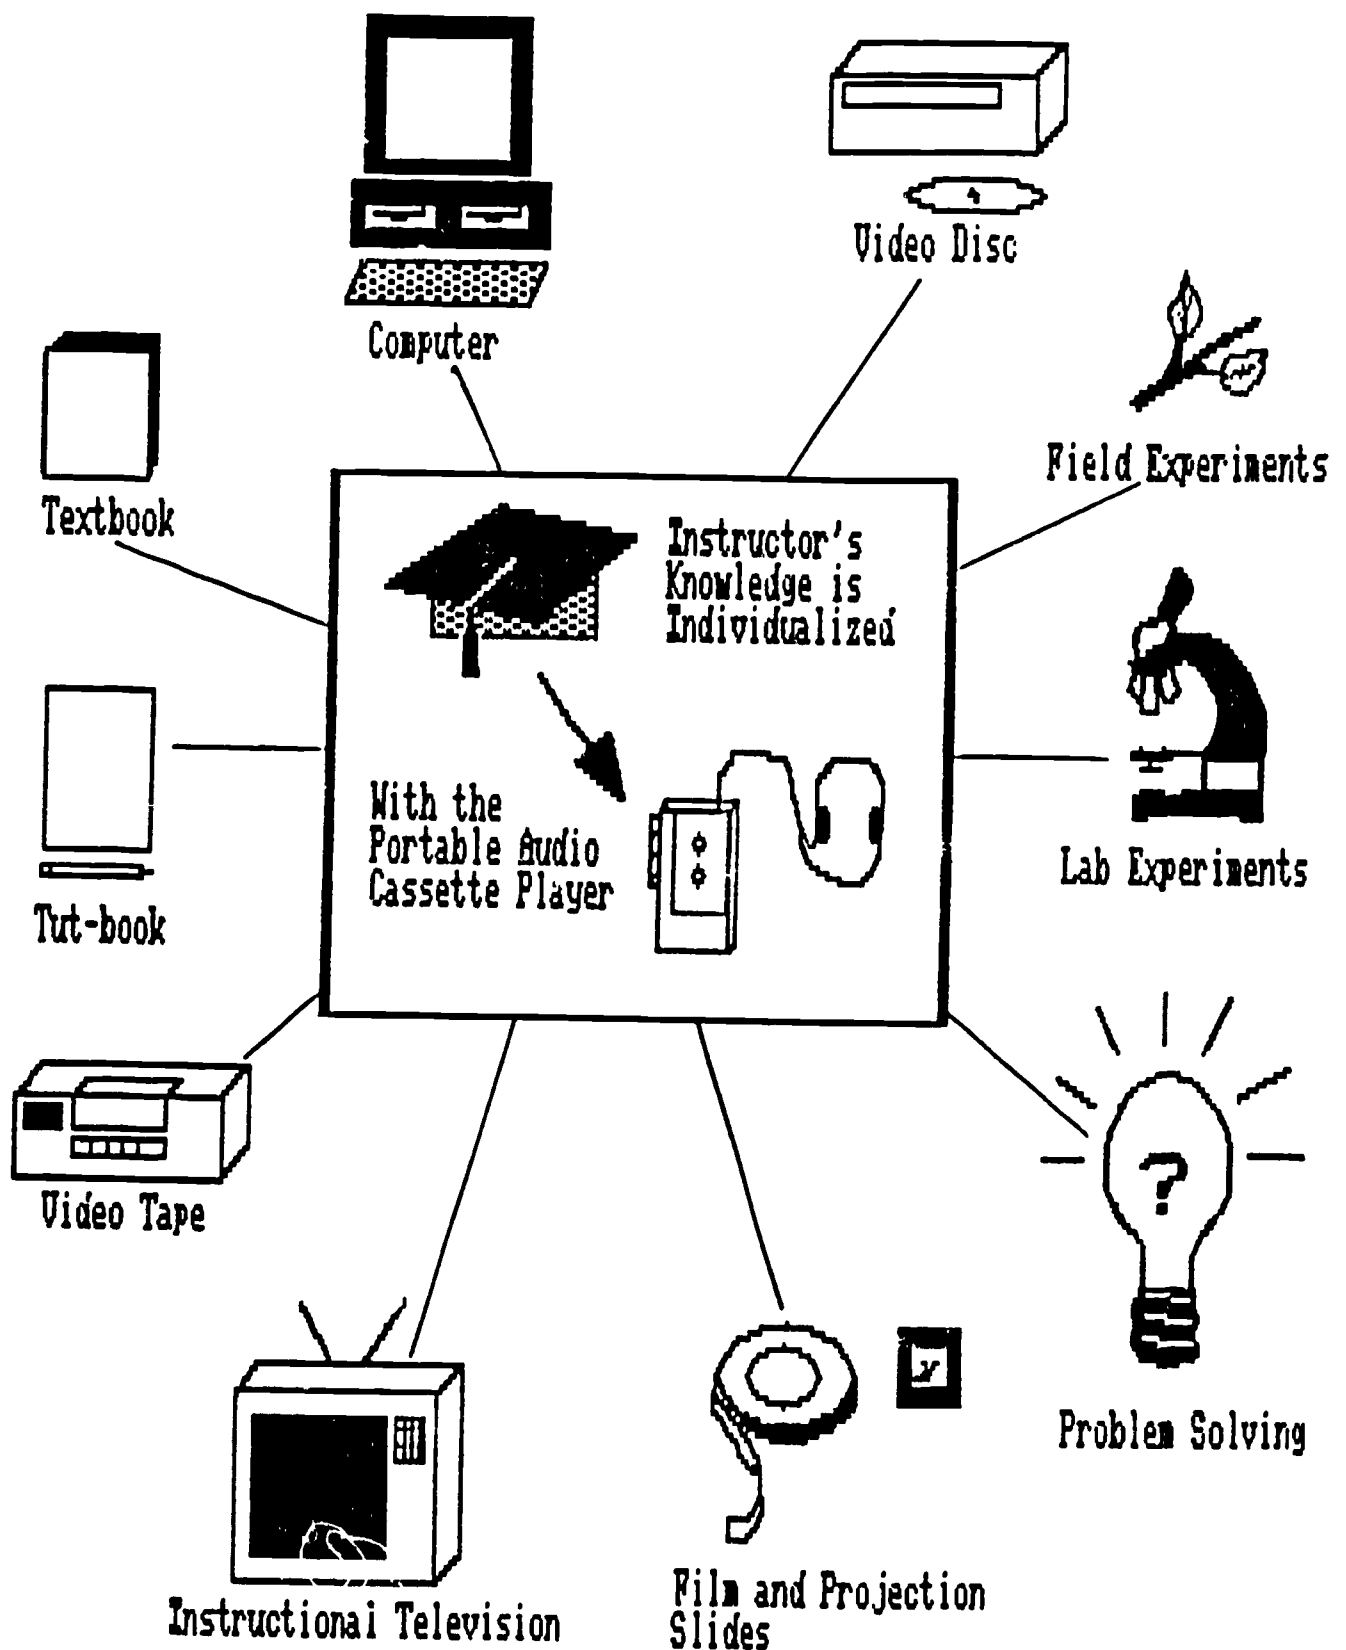 Video Disc
Computer
Field Experiments
Textbook
Instructor's
Knowledge is
Individualized
With the
Portable Audio
Cassette Player
Lab Experiments
Tut-book
Video Tape
?
Problem Solving
Film and Projection
Slides
Instructional Television